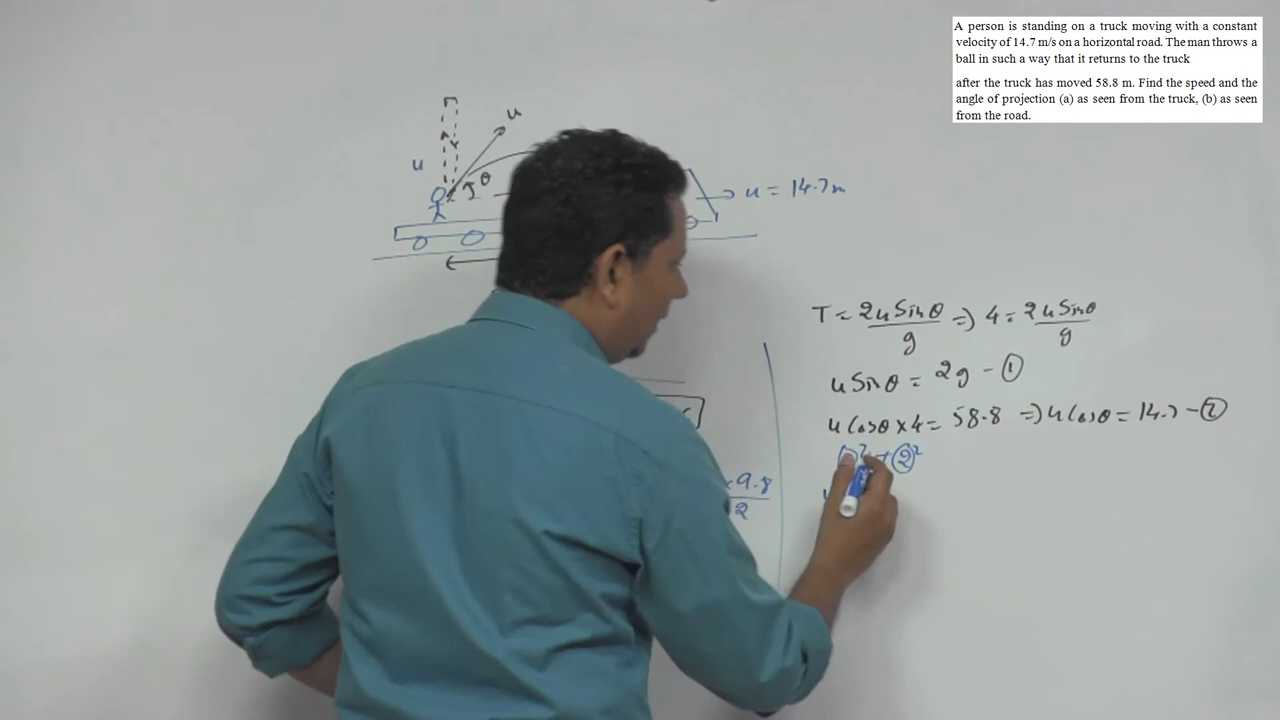 A person is standing on a truck moving with a constant
velocity of 14.7 m/s on a horizontal road. The man throws a
ball in such a way that it returns to the truck
after the truck has moved 58.8 m. Find the speed and the
angle of projection (a) as seen from the truck, (b) as seen
from the road.
u
u
θ
u = 14.7m
T = 2u Sinθ / g => 4 = 2u Sinθ / g
u Sinθ = 2g - ①
u Cosθ × 4 = 58.8 => u Cosθ = 14.7 - ②
② ²
× 9.8 / 2